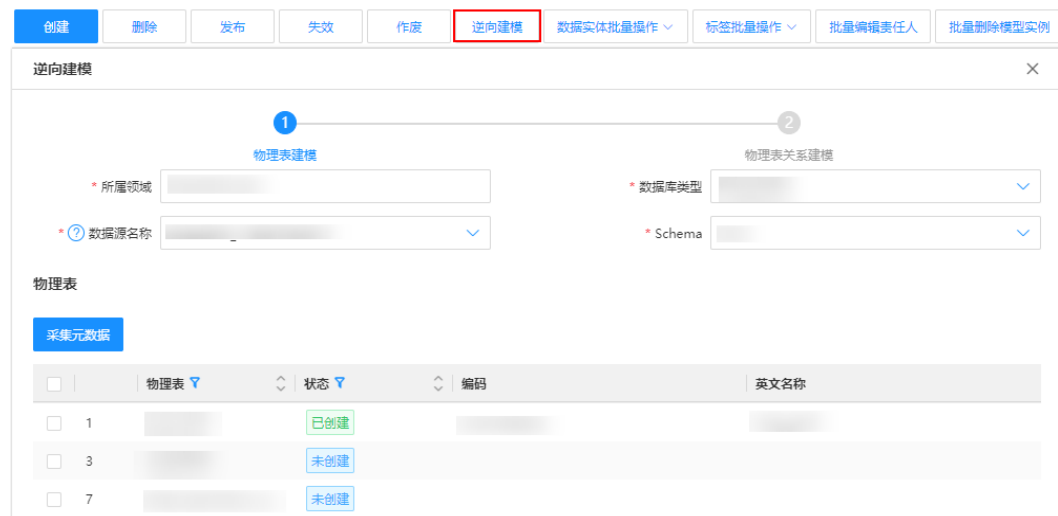 创建 删除 发布 失效 作废 逆向建模 数据实体批量操作 标签批量操作 批量编辑责任人 批量删除模型实例
逆向建模
1 2
物理表建模 物理表关系建模
* 所属领域 * 数据库类型
* ? 数据源名称 * Schema
物理表
采集元数据
物理表 状态 编码 英文名称
1 已创建
3 未创建
7 未创建